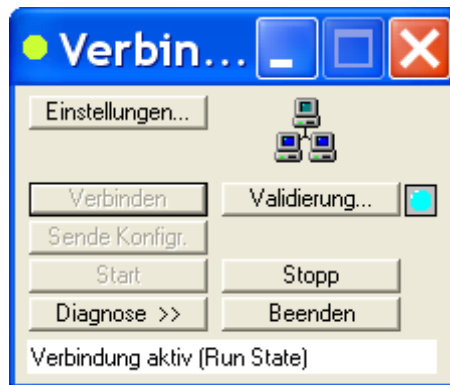 Verbin...
Einstellungen...
Verbinden
Validierung...
Sende Konfigr.
Start
Stopp
Diagnose >>
Beenden
Verbindung aktiv (Run State)